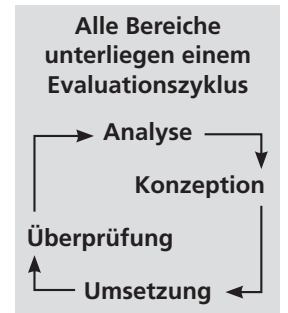 Alle Bereiche
unterliegen einem
Evaluationszyklus
Analyse
Konzeption
Überprüfung
Umsetzung